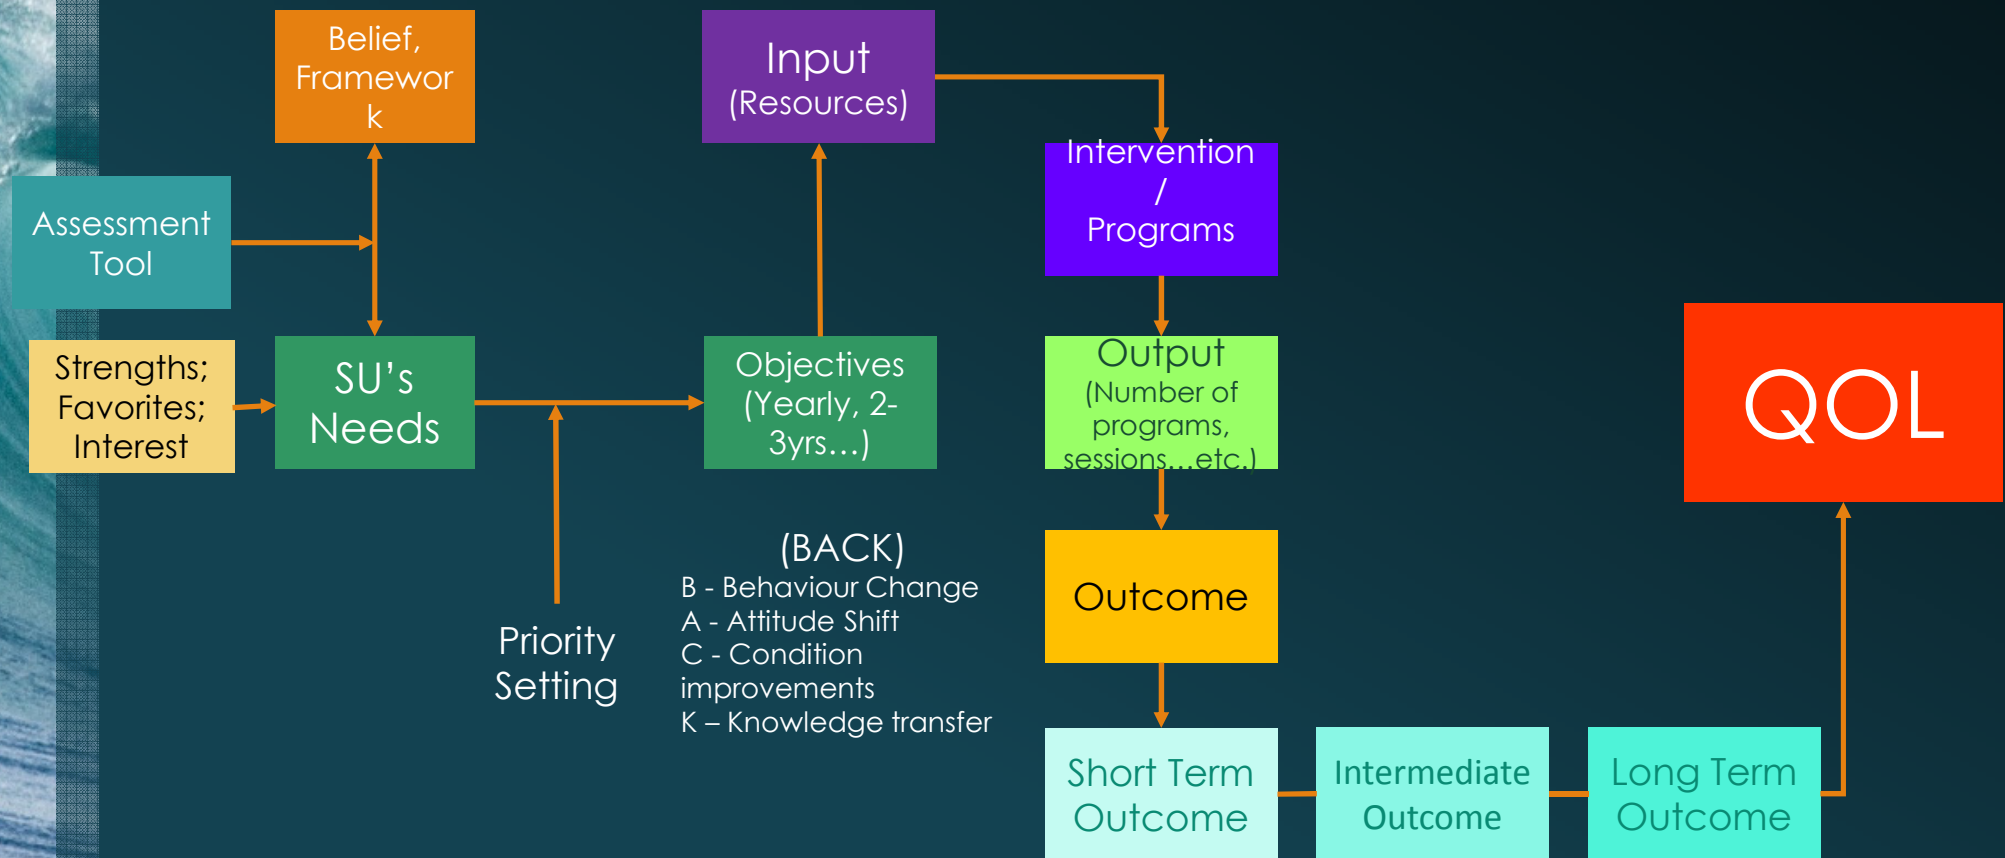 Belief,
Framewor
k
Assessment
Tool
Strengths;
Favorites;
Interest
SU's
Needs
Priority
Setting
Objectives
(Yearly, 2-
3yrs...)
(BACK)
B - Behaviour Change
A - Attitude Shift
C - Condition
improvements
K – Knowledge transfer
Input
(Resources)
Intervention
/
Programs
Output
(Number of
programs,
sessions...etc.)
Outcome
Short Term
Outcome
Intermediate
Outcome
Long Term
Outcome
QOL